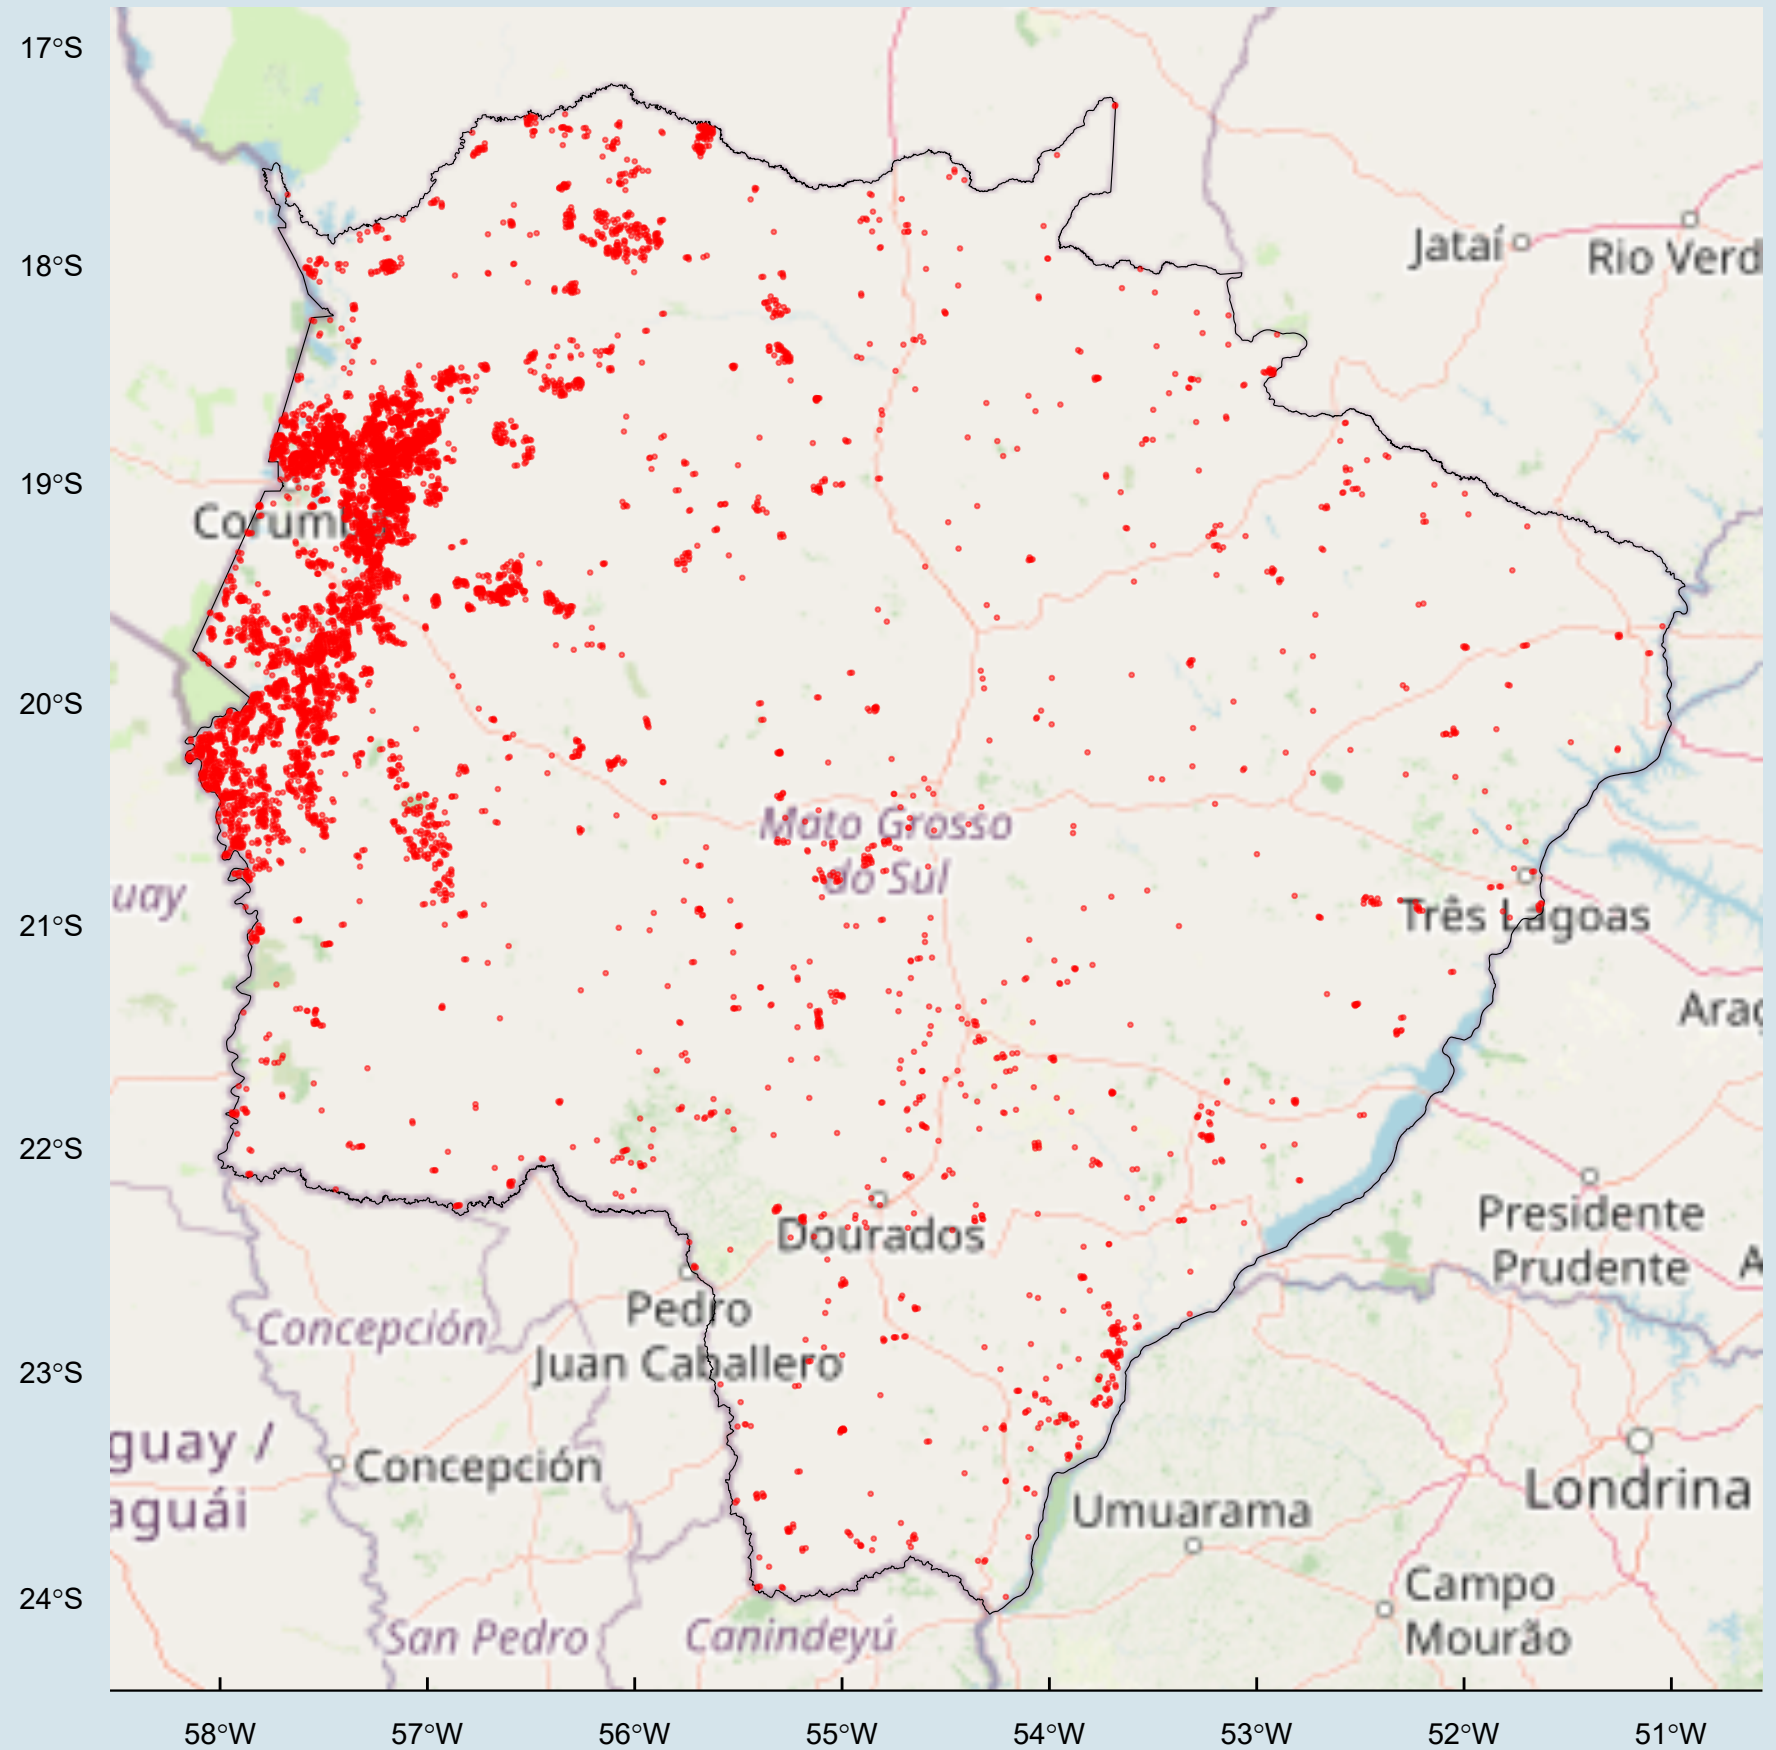 17°S
18°S
Jataí
Rio Verd
19°S
Corum
20°S
Mato Grosso
do Sul
uay
21°S
Três Lagoas
Araç
22°S
Dourados
Presidente
Prudente
A
Pedro
Juan Caballero
Concepción
23°S
guay /
aguái
Concepción
Londrina
Umuarama
24°S
Campo
Mourão
San Pedro
Canindeyú
58°W
57°W
56°W
55°W
54°W
53°W
52°W
51°W